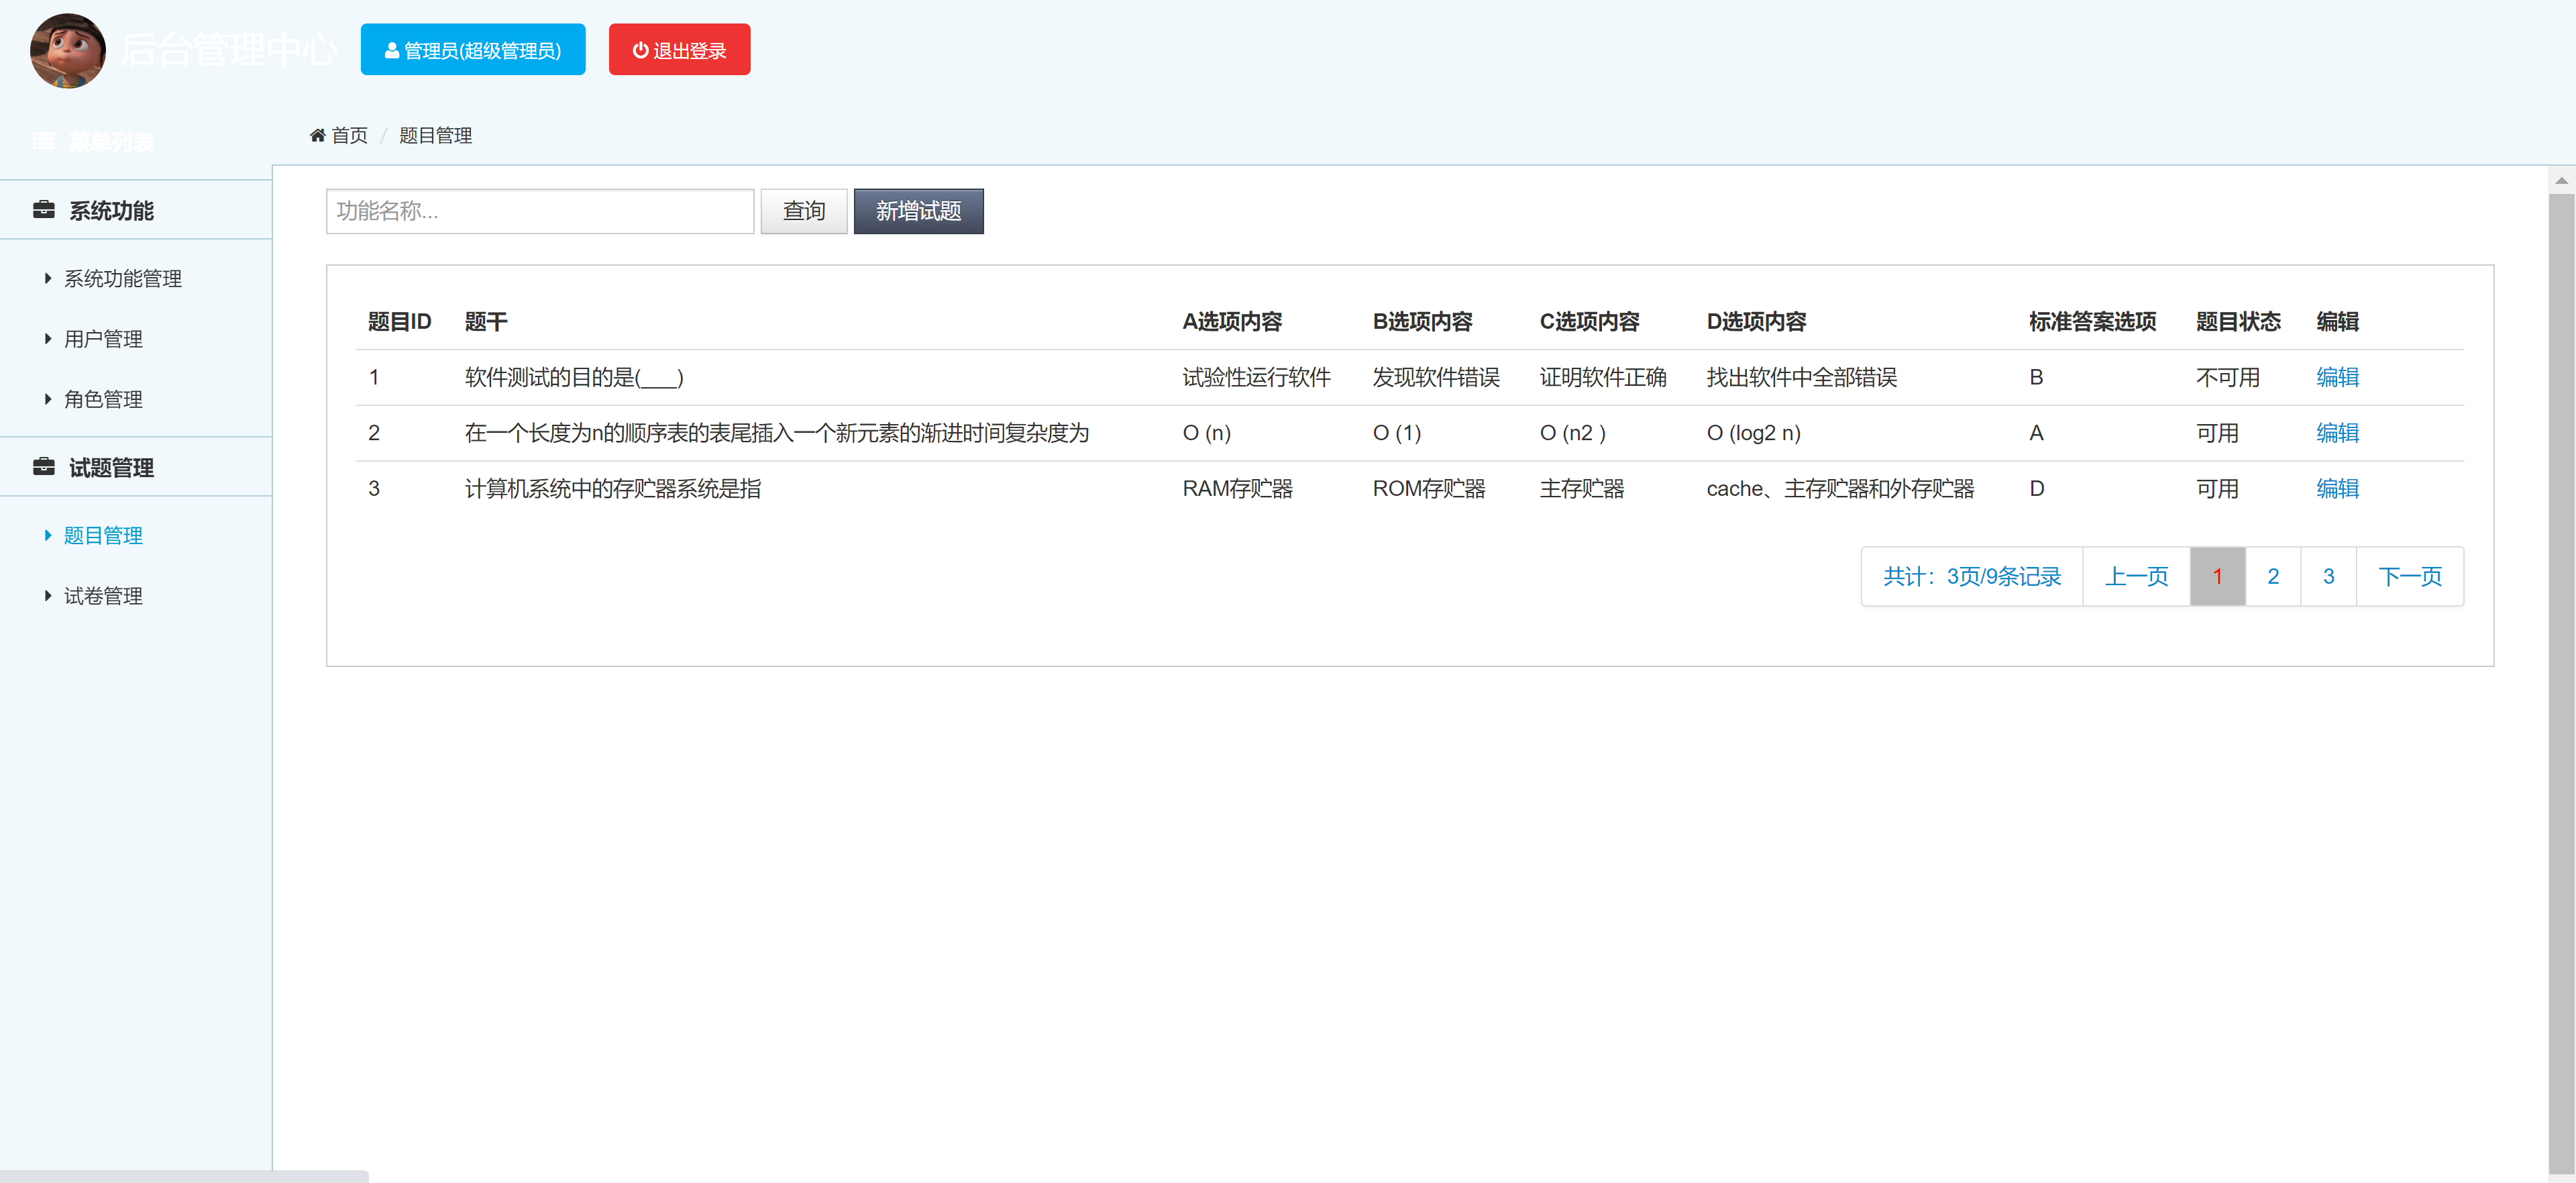 后台管理中心 管理员(超级管理员) 退出登录
菜单列表
首页 / 题目管理
系统功能
系统功能管理
用户管理
角色管理
试题管理
题目管理
试卷管理
功能名称... 查询 新增试题
题目ID 题干 A选项内容 B选项内容 C选项内容 D选项内容 标准答案选项 题目状态 编辑
1 软件测试的目的是(___) 试验性运行软件 发现软件错误 证明软件正确 找出软件中全部错误 B 不可用 编辑
2 在一个长度为n的顺序表的表尾插入一个新元素的渐进时间复杂度为 O (n) O (1) O (n2 ) O (log2 n) A 可用 编辑
3 计算机系统中的存贮器系统是指 RAM存贮器 ROM存贮器 主存贮器 cache、主存贮器和外存贮器 D 可用 编辑
共计：3页/9条记录 上一页 1 2 3 下一页